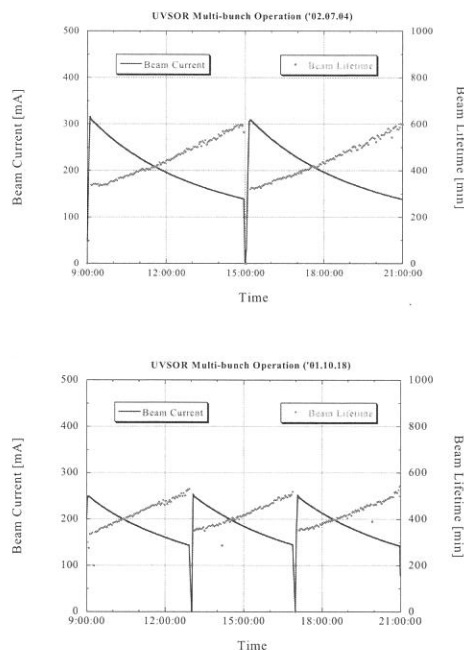 UVSOR Multi-bunch Operation ('02.07.04)
500
400
300
200
100
0
Beam Current [mA]
Beam Current
Beam Lifetime
1000
800
600
400
200
0
Beam Lifetime [min]
9:00:00 12:00:00 15:00:00 18:00:00 21:00:00
Time
UVSOR Multi-bunch Operation ('01.10.18)
500
400
300
200
100
0
Beam Current [mA]
Beam Current
Beam Lifetime
1000
800
600
400
200
0
Beam Lifetime [min]
9:00:00 12:00:00 15:00:00 18:00:00 21:00:00
Time